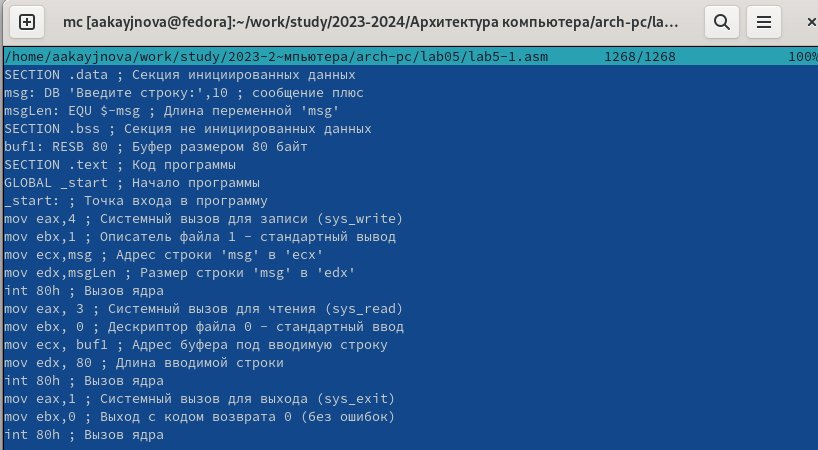 mc [aakayjnova@fedora]:~/work/study/2023-2024/Архитектура компьютера/arch-pc/la...
/home/aakayjnova/work/study/2023-2~мпьютера/arch-pc/lab05/lab5-1.asm 1268/1268 100%
SECTION .data ; Секция инициированных данных
msg: DB 'Введите строку:',10 ; сообщение плюс
msgLen: EQU $-msg ; Длина переменной 'msg'
SECTION .bss ; Секция не инициированных данных
buf1: RESB 80 ; Буфер размером 80 байт
SECTION .text ; Код программы
GLOBAL _start ; Начало программы
_start: ; Точка входа в программу
mov eax,4 ; Системный вызов для записи (sys_write)
mov ebx,1 ; Описатель файла 1 - стандартный вывод
mov ecx,msg ; Адрес строки 'msg' в 'ecx'
mov edx,msgLen ; Размер строки 'msg' в 'edx'
int 80h ; Вызов ядра
mov eax, 3 ; Системный вызов для чтения (sys_read)
mov ebx, 0 ; Дескриптор файла 0 - стандартный ввод
mov ecx, buf1 ; Адрес буфера под вводимую строку
mov edx, 80 ; Длина вводимой строки
int 80h ; Вызов ядра
mov eax,1 ; Системный вызов для выхода (sys_exit)
mov ebx,0 ; Выход с кодом возврата 0 (без ошибок)
int 80h ; Вызов ядра